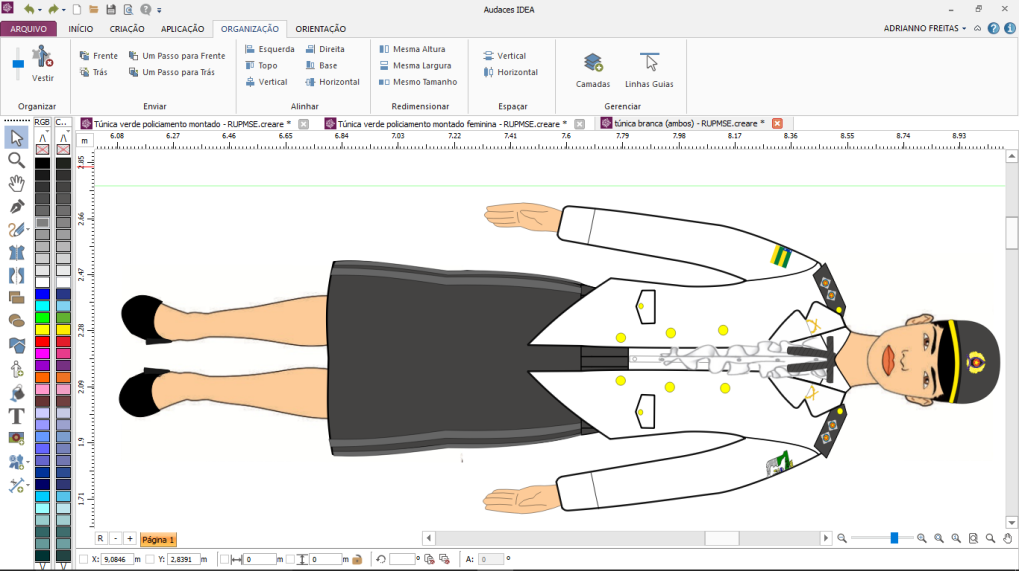 Audaces IDEA
ARQUIVO INÍCIO CRIAÇÃO APLICAÇÃO ORGANIZAÇÃO ORIENTAÇÃO ADRIANNO FREITAS
Vestir
Organizar
Frente Um Passo para Frente
Trás Um Passo para Trás
Enviar
Esquerda Direita
Topo Base
Vertical Horizontal
Alinhar
Mesma Altura
Mesma Largura
Mesmo Tamanho
Redimensionar
Vertical
Horizontal
Espaçar
Camadas Linhas Guias
Gerenciar
RGB C...
Túnica verde policiamento montado - RUPMSE.creare *
Túnica verde policiamento montado feminina - RUPMSE.creare *
túnica branca (ambos) - RUPMSE.creare *
m 6.08 6.27 6.46 6.65 6.84 7.03 7.22 7.41 7.6 7.79 7.98 8.17 8.36 8.55 8.74 8.93
2.85
2.66
2.47
2.28
2.09
1.9
1.71
R - + Página 1
X: 9,0846 m Y: 2,8391 m 0 m 0 m º A: 0 º